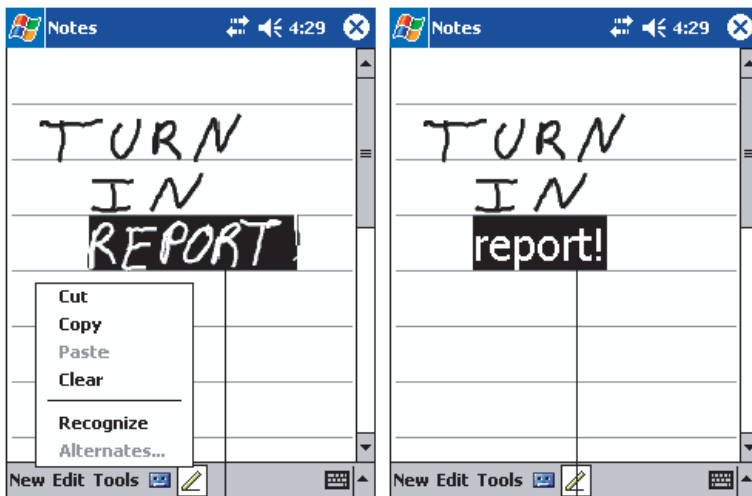 Notes 4:29
TURN
IN
REPORT!
Cut
Copy
Paste
Clear
Recognize
Alternates...
New Edit Tools
Notes 4:29
TURN
IN
report!
New Edit Tools